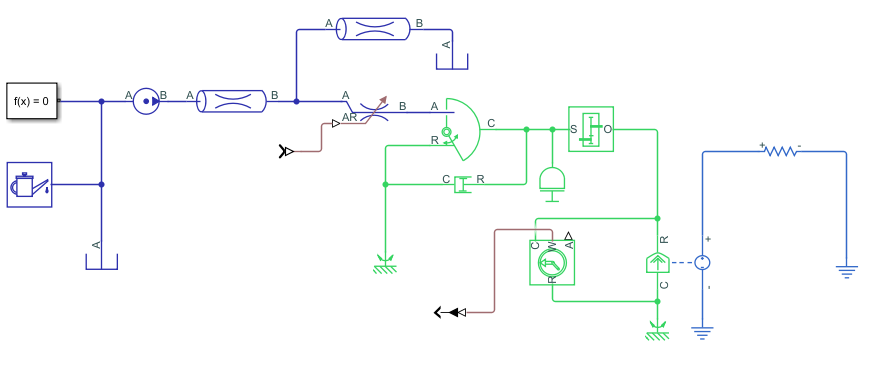 A B
A
f(x) = 0
A B A B A
AR
B A
C
R
S O
C R
+ -
C W A
R
R
C
+
-
A